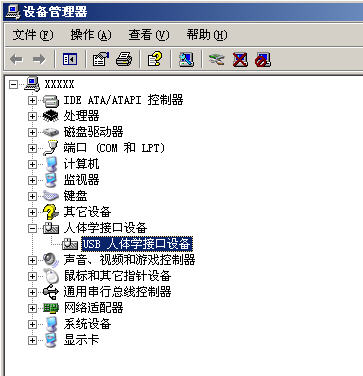 设备管理器
文件(F) 操作(A) 查看(V) 帮助(H)
XXXXX
IDE ATA/ATAPI 控制器
处理器
磁盘驱动器
端口 (COM 和 LPT)
计算机
监视器
键盘
其它设备
人体学接口设备
USB 人体学接口设备
声音、视频和游戏控制器
鼠标和其它指针设备
通用串行总线控制器
网络适配器
系统设备
显示卡